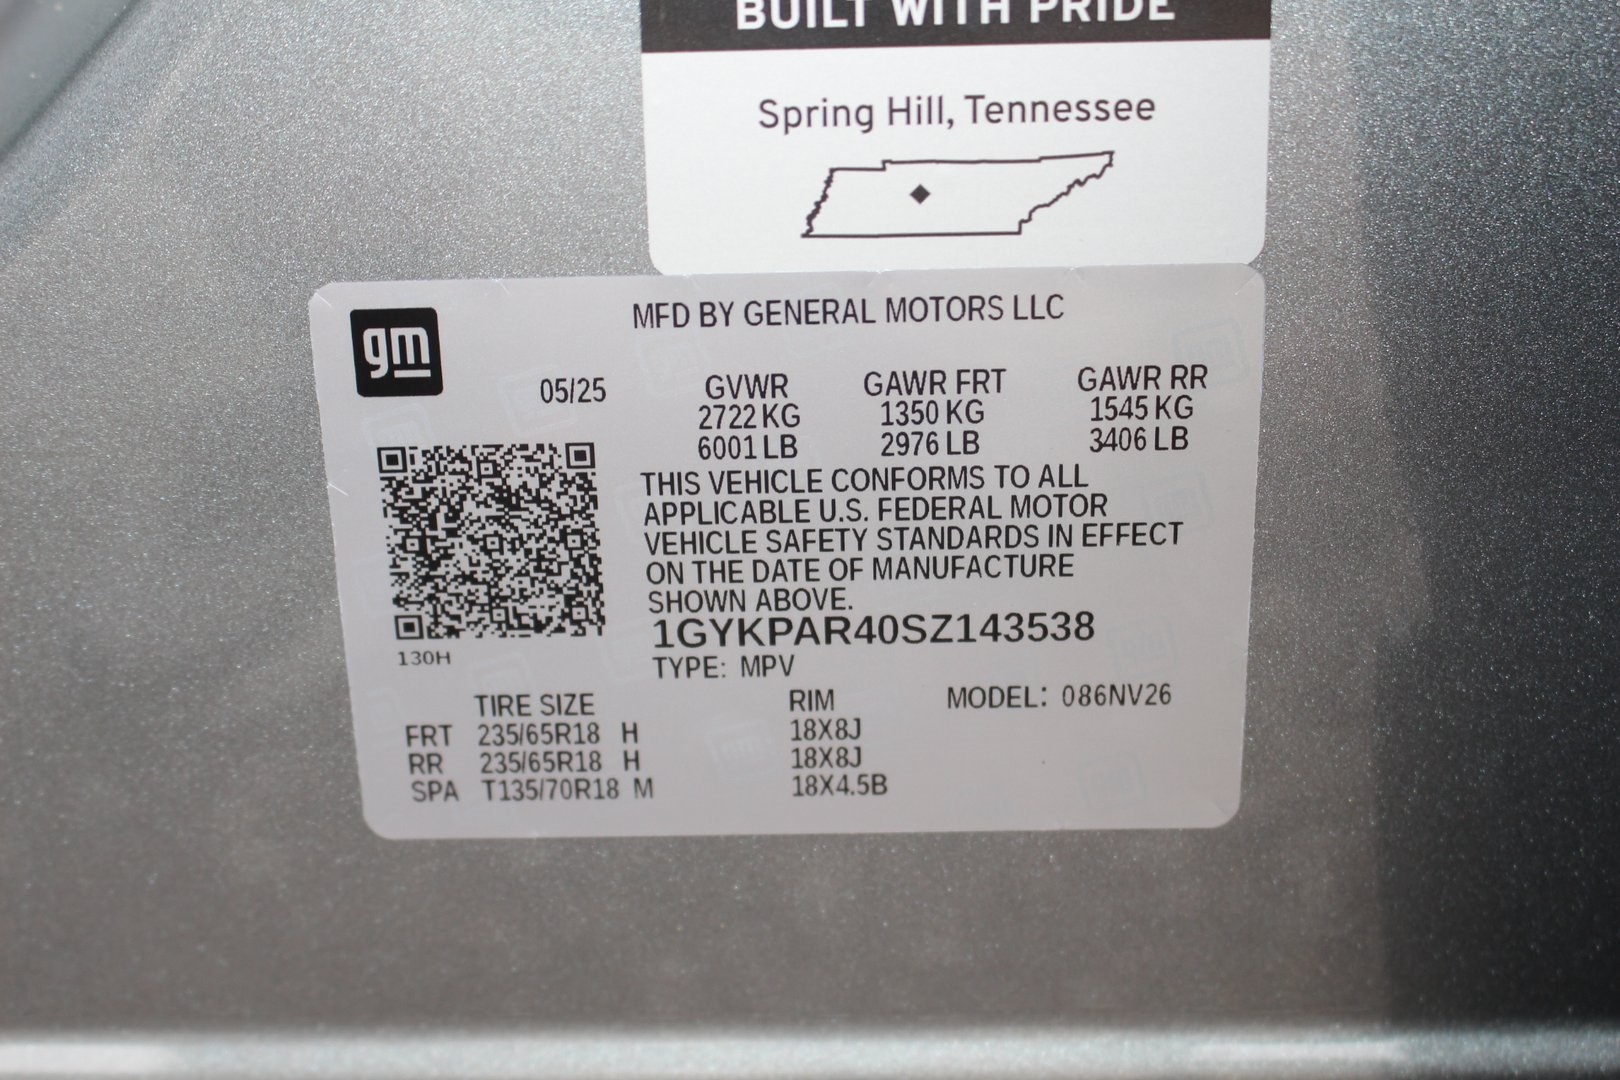 BUILT WITH PRIDE
Spring Hill, Tennessee
gm
MFD BY GENERAL MOTORS LLC
05/25 GVWR GAWR FRT GAWR RR
2722 KG 1350 KG 1545 KG
6001 LB 2976 LB 3406 LB
THIS VEHICLE CONFORMS TO ALL
APPLICABLE U.S. FEDERAL MOTOR
VEHICLE SAFETY STANDARDS IN EFFECT
ON THE DATE OF MANUFACTURE
SHOWN ABOVE.
1GYKPAR40SZ143538
130H
TYPE: MPV
TIRE SIZE RIM MODEL: 086NV26
FRT 235/65R18 H 18X8J
RR 235/65R18 H 18X8J
SPA T135/70R18 M 18X4.5B